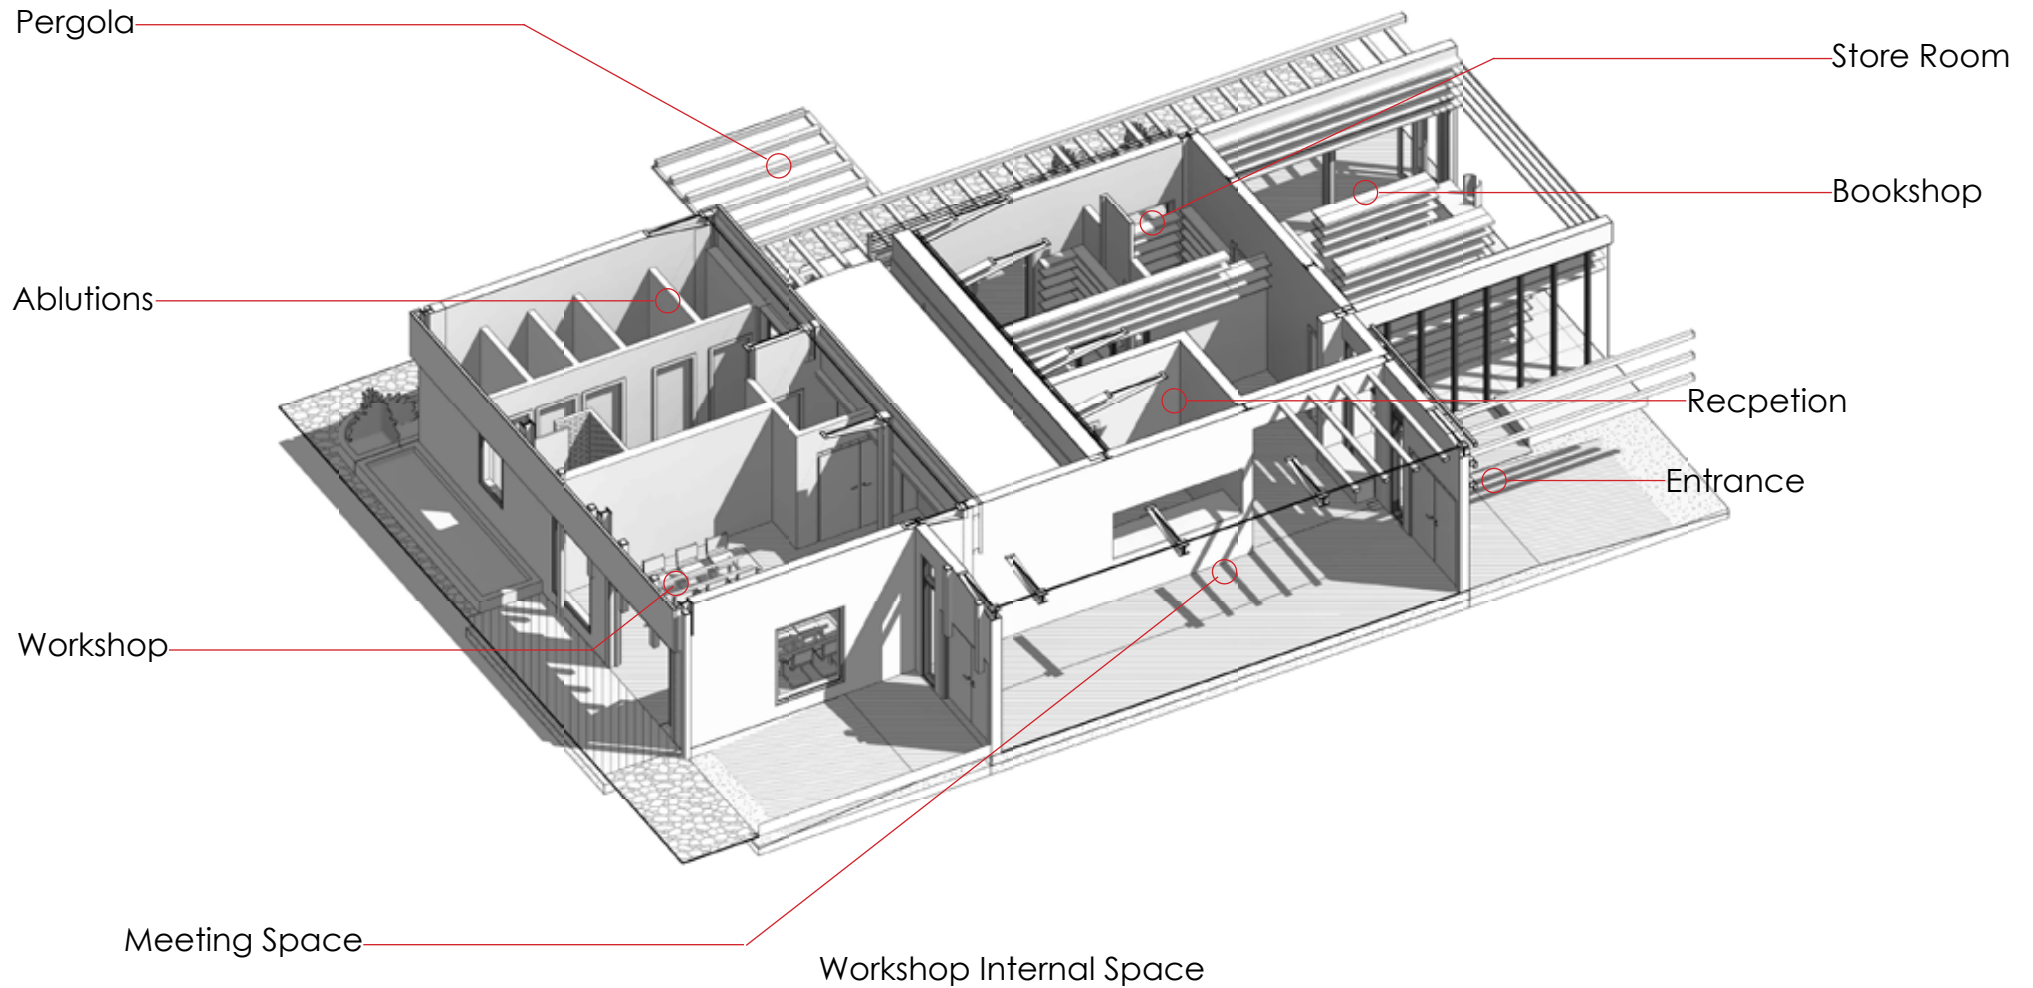 Pergola
Store Room
Bookshop
Ablutions
Recpetion
Entrance
Workshop
Meeting Space
Workshop Internal Space